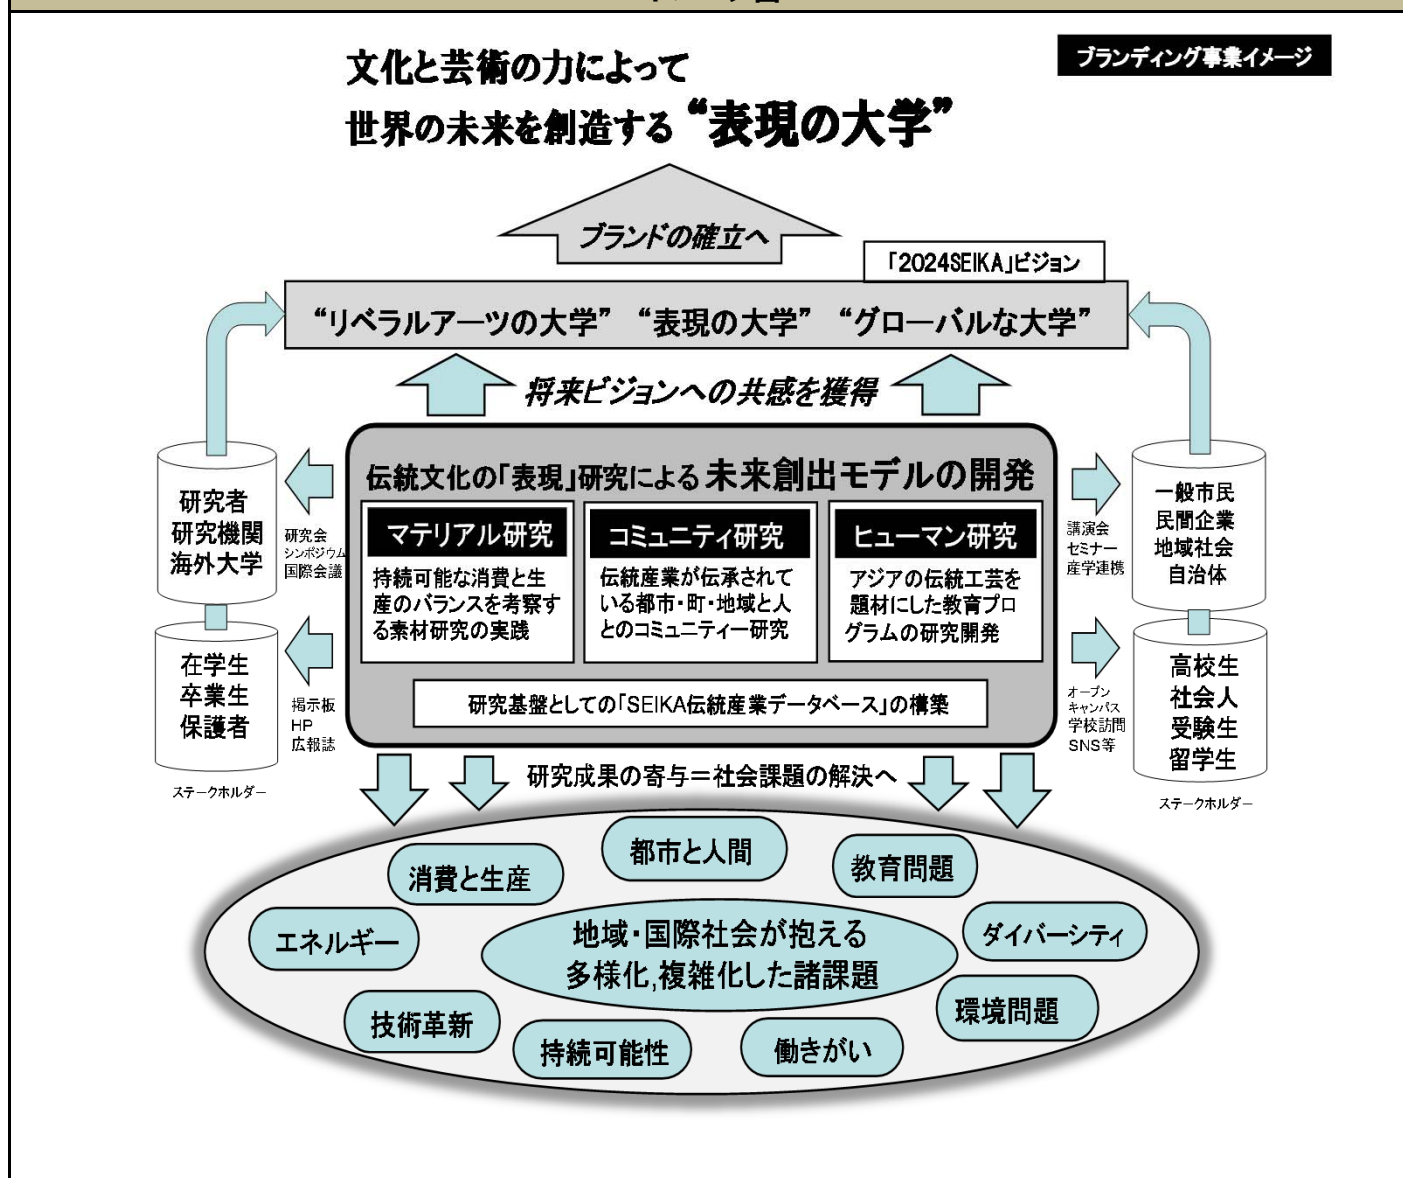 ブランディング事業イメージ
文化と芸術の力によって
世界の未来を創造する“表現の大学”
ブランドの確立へ
「2024SEIKA」ビジョン
“リベラルアーツの大学” “表現の大学” “グローバルな大学”
将来ビジョンへの共感を獲得
伝統文化の「表現」研究による未来創出モデルの開発
マテリアル研究
持続可能な消費と生
産のバランスを考察す
る素材研究の実践
コミュニティ研究
伝統産業が伝承されて
いる都市・町・地域と人
とのコミュニティー研究
ヒューマン研究
アジアの伝統工芸を
題材にした教育プロ
グラムの研究開発
研究基盤としての「SEIKA伝統産業データベース」の構築
研究者
研究機関
海外大学
研究会
シンポジウム
国際会議
在学生
卒業生
保護者
掲示板
HP
広報誌
ステークホルダー
一般市民
民間企業
地域社会
自治体
講演会
セミナー
産学連携
高校生
社会人
受験生
留学生
オープン
キャンパス
学校訪問
SNS等
ステークホルダー
研究成果の寄与＝社会課題の解決へ
都市と人間
消費と生産
教育問題
エネルギー
地域・国際社会が抱える
多様化,複雑化した諸課題
ダイバーシティ
技術革新
環境問題
持続可能性
働きがい